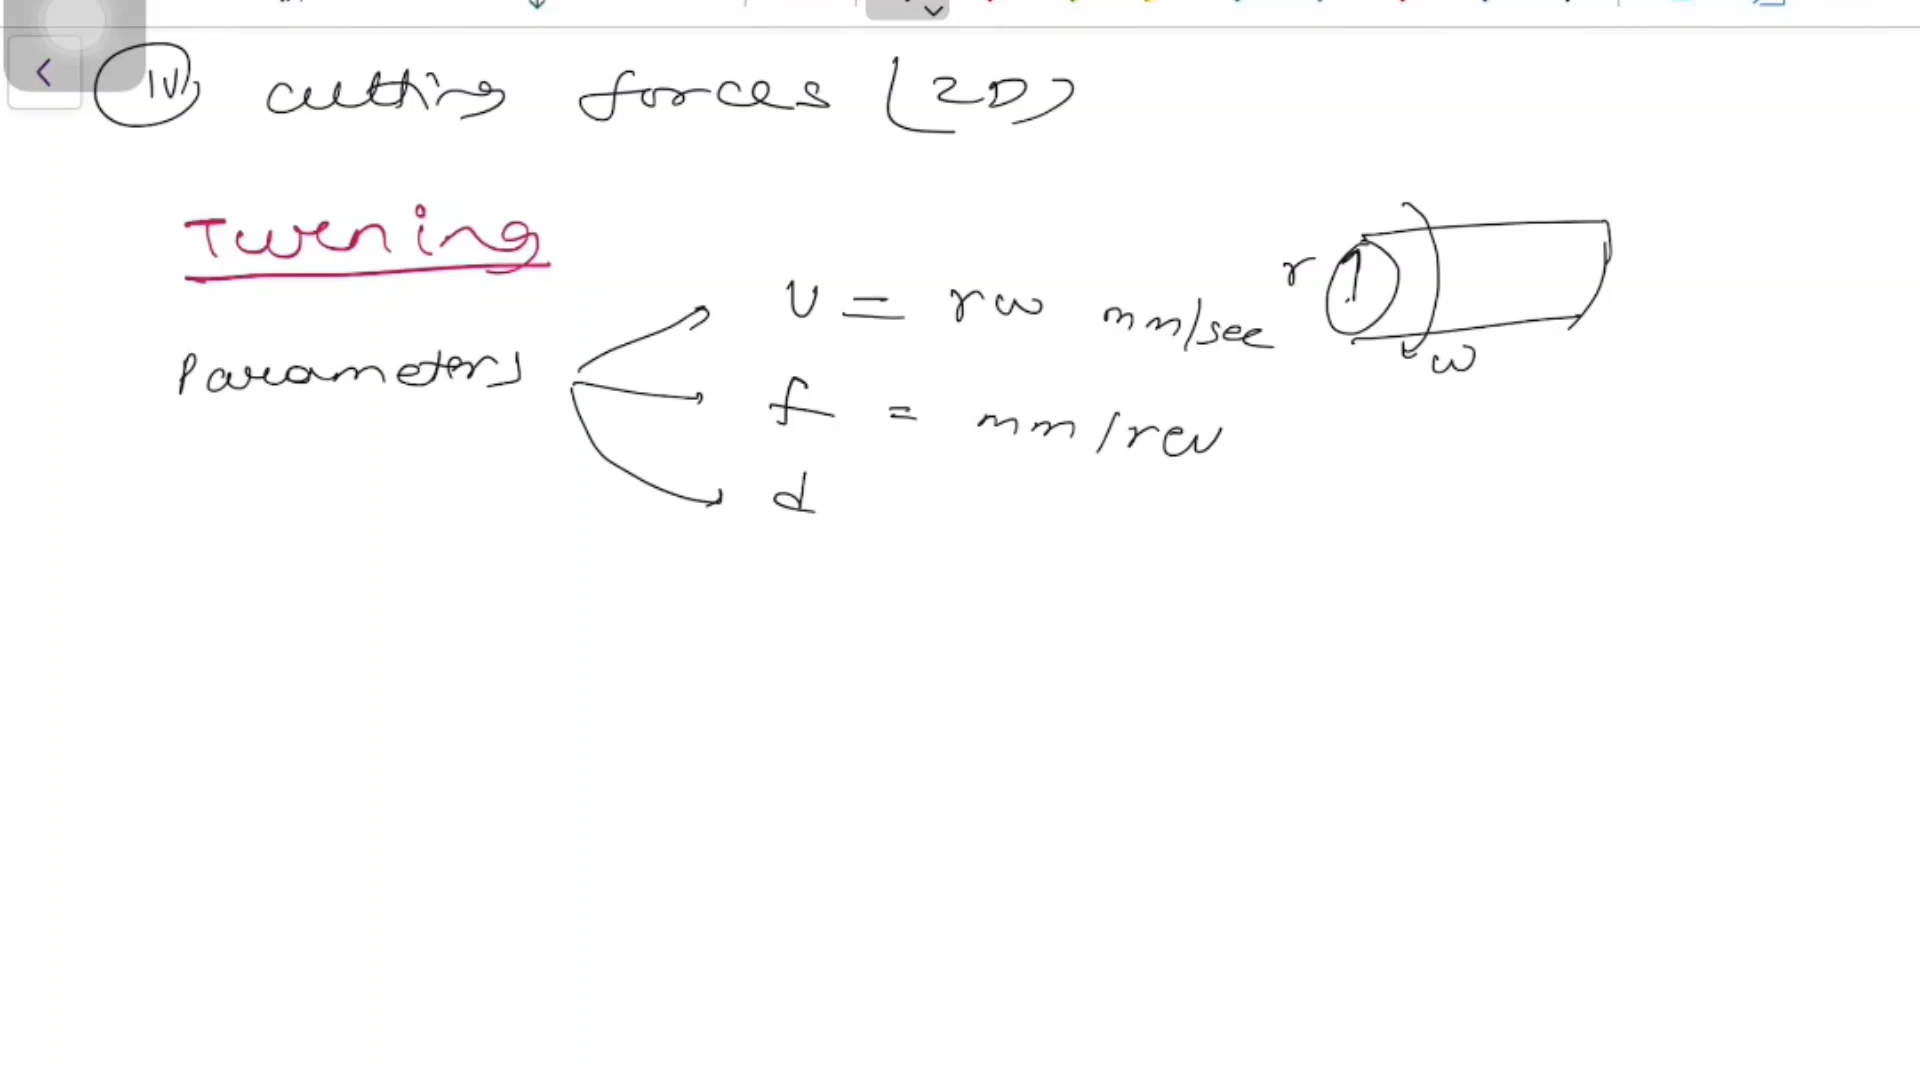 (iv) cutting forces (2D)
Turning
v = rω mm/sec
r
ω
Parameters
f = mm/rev
d